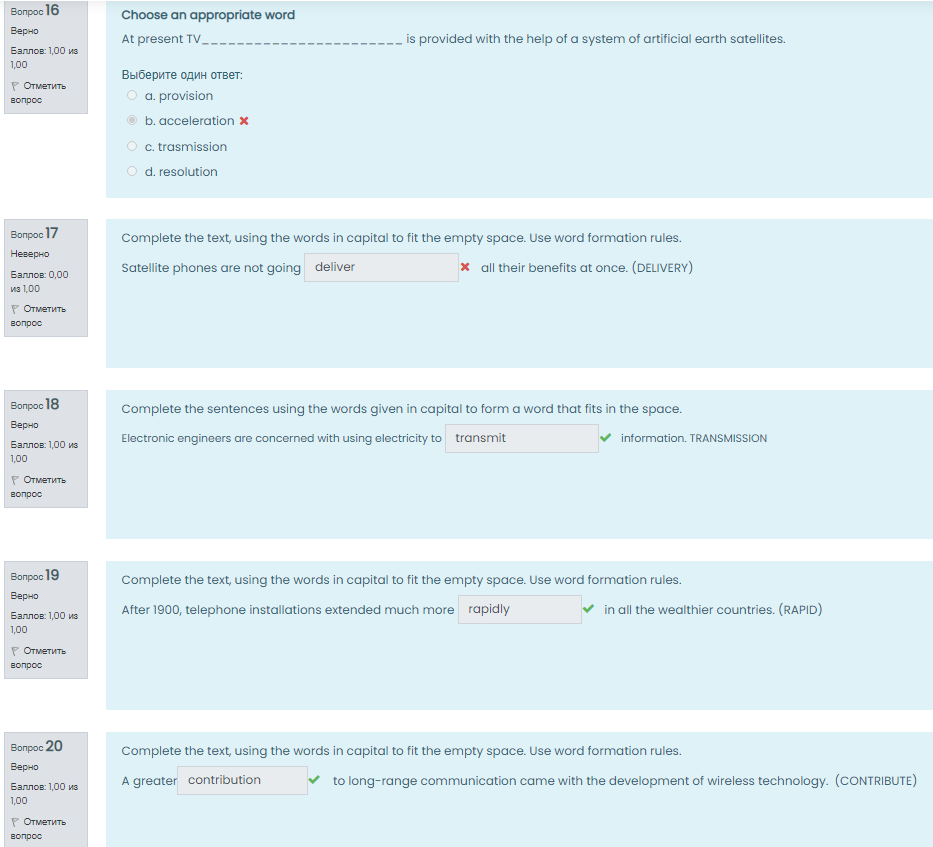 Вопрос 16
Верно
Баллов: 1,00 из
1,00
Отметить
вопрос
Choose an appropriate word
At present TV_______________________ is provided with the help of a system of artificial earth satellites.
Выберите один ответ:
a. provision
b. acceleration
c. trasmission
d. resolution
Вопрос 17
Неверно
Баллов: 0,00
из 1,00
Отметить
вопрос
Complete the text, using the words in capital to fit the empty space. Use word formation rules.
Satellite phones are not going deliver all their benefits at once. (DELIVERY)
Вопрос 18
Верно
Баллов: 1,00 из
1,00
Отметить
вопрос
Complete the sentences using the words given in capital to form a word that fits in the space.
Electronic engineers are concerned with using electricity to transmit information. TRANSMISSION
Вопрос 19
Верно
Баллов: 1,00 из
1,00
Отметить
вопрос
Complete the text, using the words in capital to fit the empty space. Use word formation rules.
After 1900, telephone installations extended much more rapidly in all the wealthier countries. (RAPID)
Вопрос 20
Верно
Баллов: 1,00 из
1,00
Отметить
вопрос
Complete the text, using the words in capital to fit the empty space. Use word formation rules.
A greater contribution to long-range communication came with the development of wireless technology. (CONTRIBUTE)